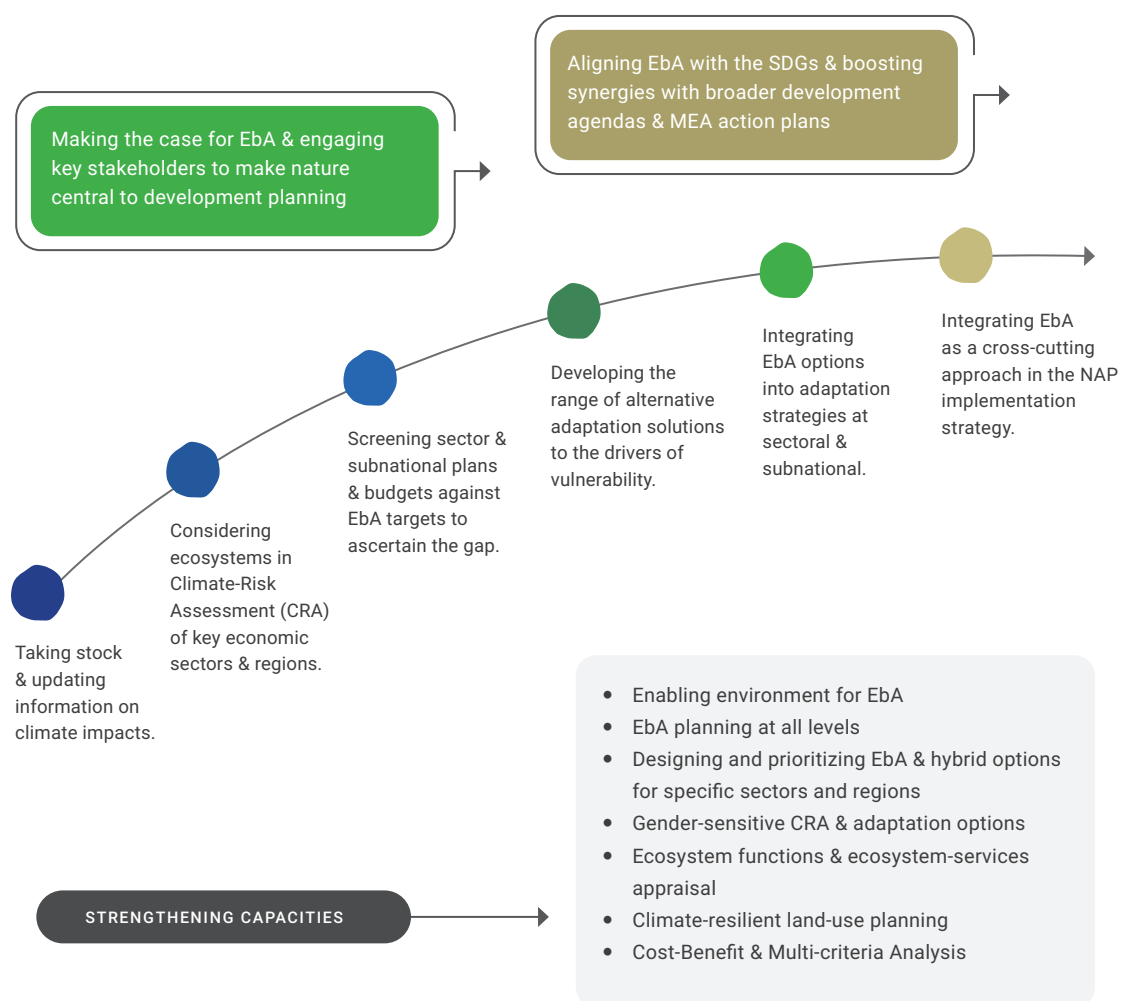 Aligning EbA with the SDGs & boosting
synergies with broader development
agendas & MEA action plans
Making the case for EbA & engaging
key stakeholders to make nature
central to development planning
Integrating EbA
as a cross-cutting
approach in the NAP
implementation
strategy.
Integrating
EbA options
into adaptation
strategies at
sectoral &
subnational.
Developing the
range of alternative
adaptation solutions
to the drivers of
vulnerability.
Screening sector &
subnational plans
& budgets against
EbA targets to
ascertain the gap.
Considering
ecosystems in
Climate-Risk
Assessment (CRA)
of key economic
sectors & regions.
Taking stock
& updating
information on
climate impacts.
STRENGTHENING CAPACITIES
• Enabling environment for EbA
• EbA planning at all levels
• Designing and prioritizing EbA & hybrid options
for specific sectors and regions
• Gender-sensitive CRA & adaptation options
• Ecosystem functions & ecosystem-services
appraisal
• Climate-resilient land-use planning
• Cost-Benefit & Multi-criteria Analysis